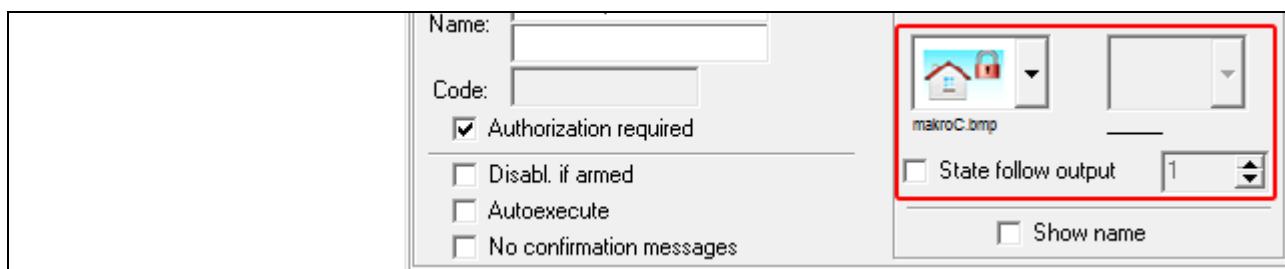 Name:
Code:
Authorization required
Disabl. if armed
Autoexecute
No confirmation messages
makroC.bmp
State follow output 1
Show name